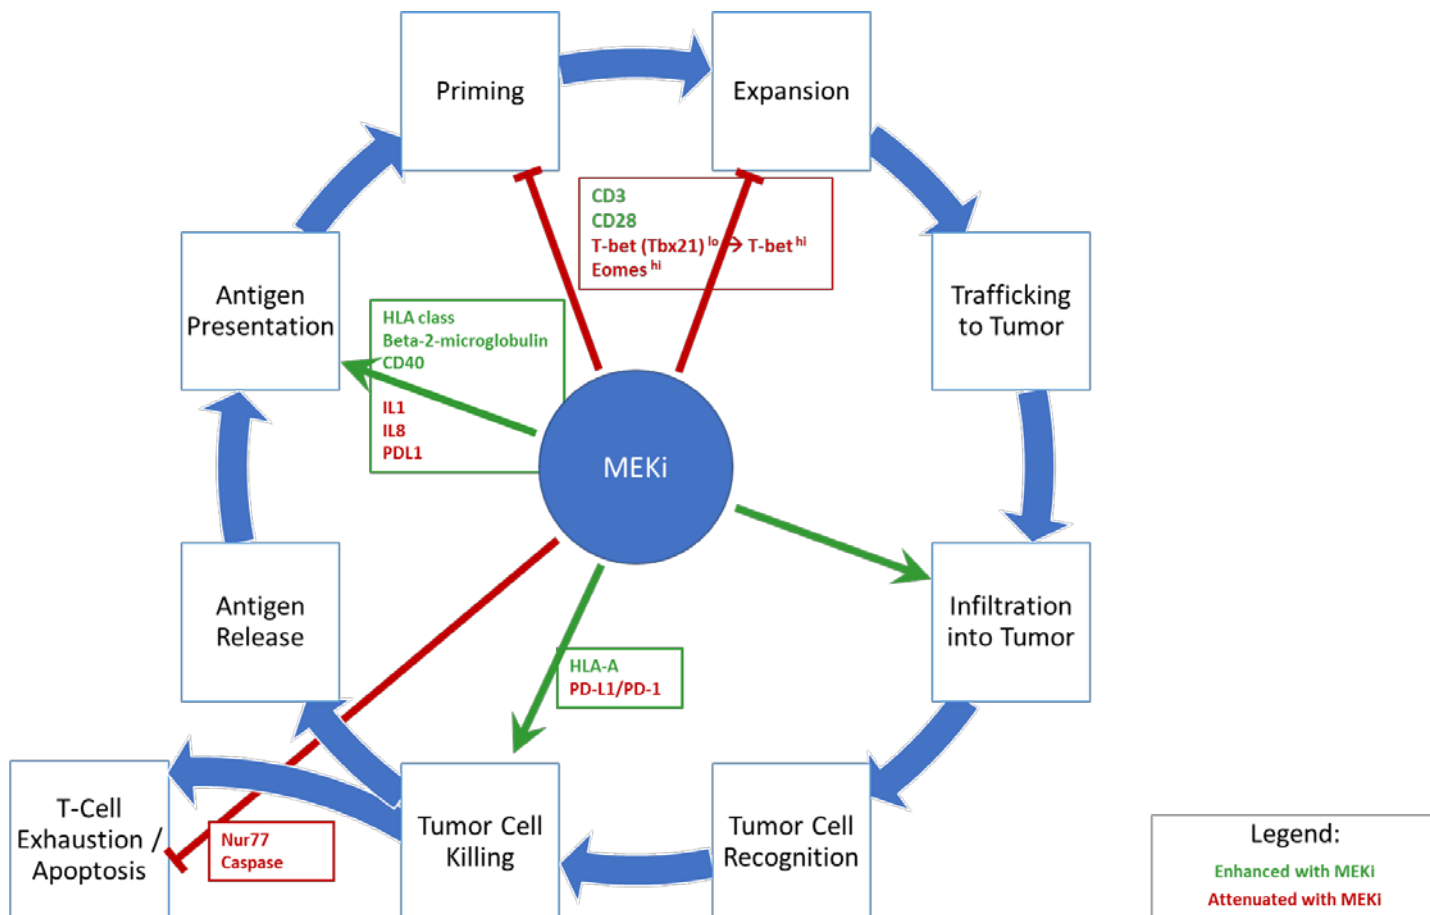 Priming
Expansion
CD3
CD28
T-bet (Tbx21) lo → T-bet hi
Eomes hi
Antigen
Presentation
Trafficking
to Tumor
HLA class
Beta-2-microglobulin
CD40
IL1
IL8
PDL1
MEKi
Antigen
Release
Infiltration
into Tumor
HLA-A
PD-L1/PD-1
T-Cell
Exhaustion /
Apoptosis
Nur77
Caspase
Tumor Cell
Killing
Tumor Cell
Recognition
Legend:
Enhanced with MEKi
Attenuated with MEKi